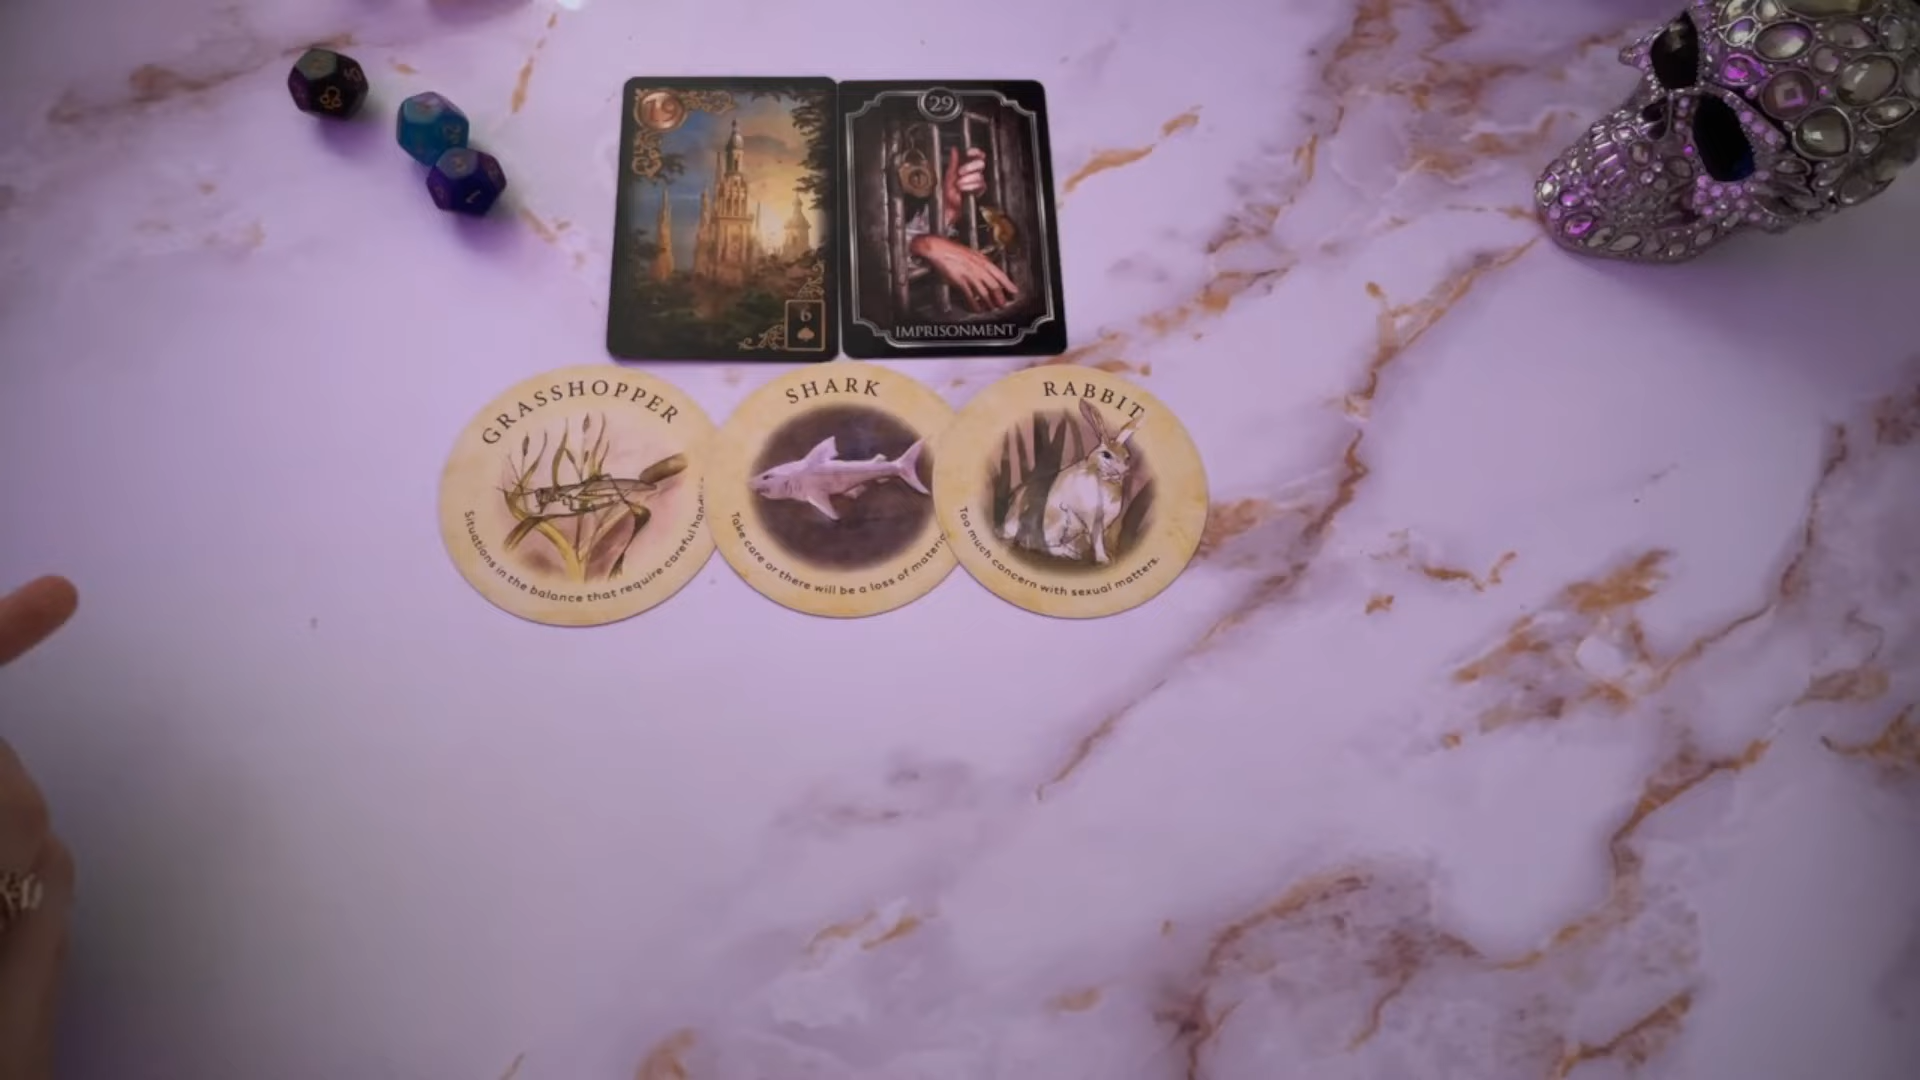 19
6
29
IMPRISONMENT
GRASSHOPPER
Situations in the balance that require careful
SHARK
Take care or there will be a loss of
RABBIT
Too much concern with sexual matters.